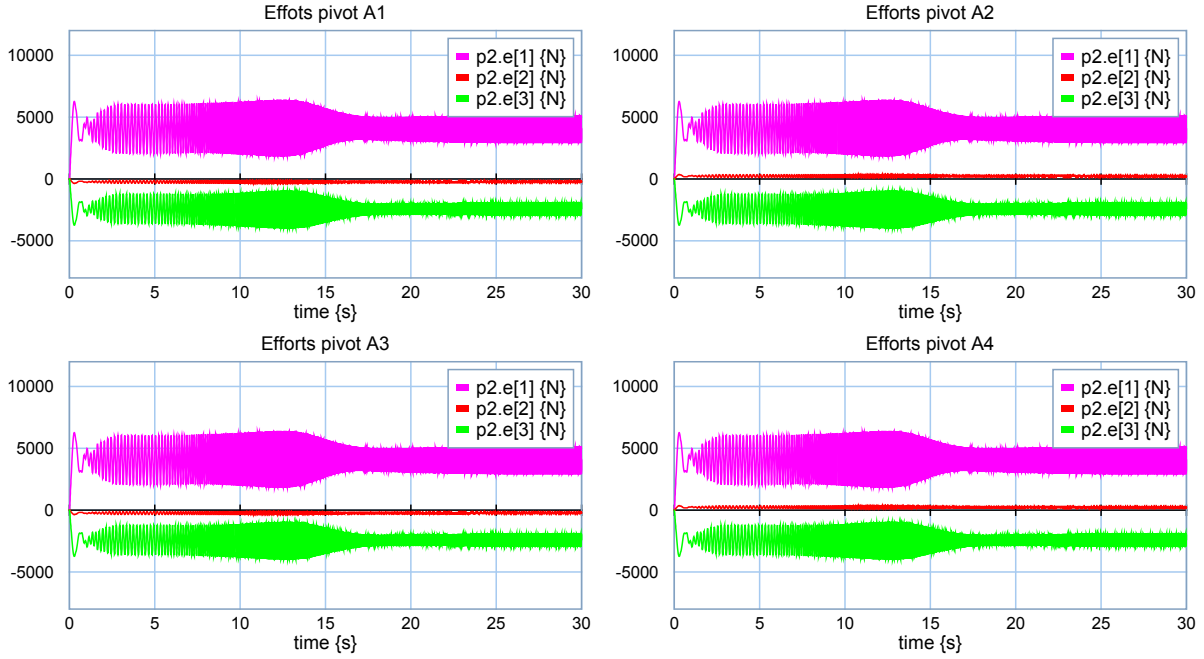 Effots pivot A1
10000
5000
0
-5000
p2.e[1] {N}
p2.e[2] {N}
p2.e[3] {N}
0 5 10 15 20 25 30
time {s}
Efforts pivot A2
10000
5000
0
-5000
p2.e[1] {N}
p2.e[2] {N}
p2.e[3] {N}
0 5 10 15 20 25 30
time {s}
Efforts pivot A3
10000
5000
0
-5000
p2.e[1] {N}
p2.e[2] {N}
p2.e[3] {N}
0 5 10 15 20 25 30
time {s}
Efforts pivot A4
10000
5000
0
-5000
p2.e[1] {N}
p2.e[2] {N}
p2.e[3] {N}
0 5 10 15 20 25 30
time {s}